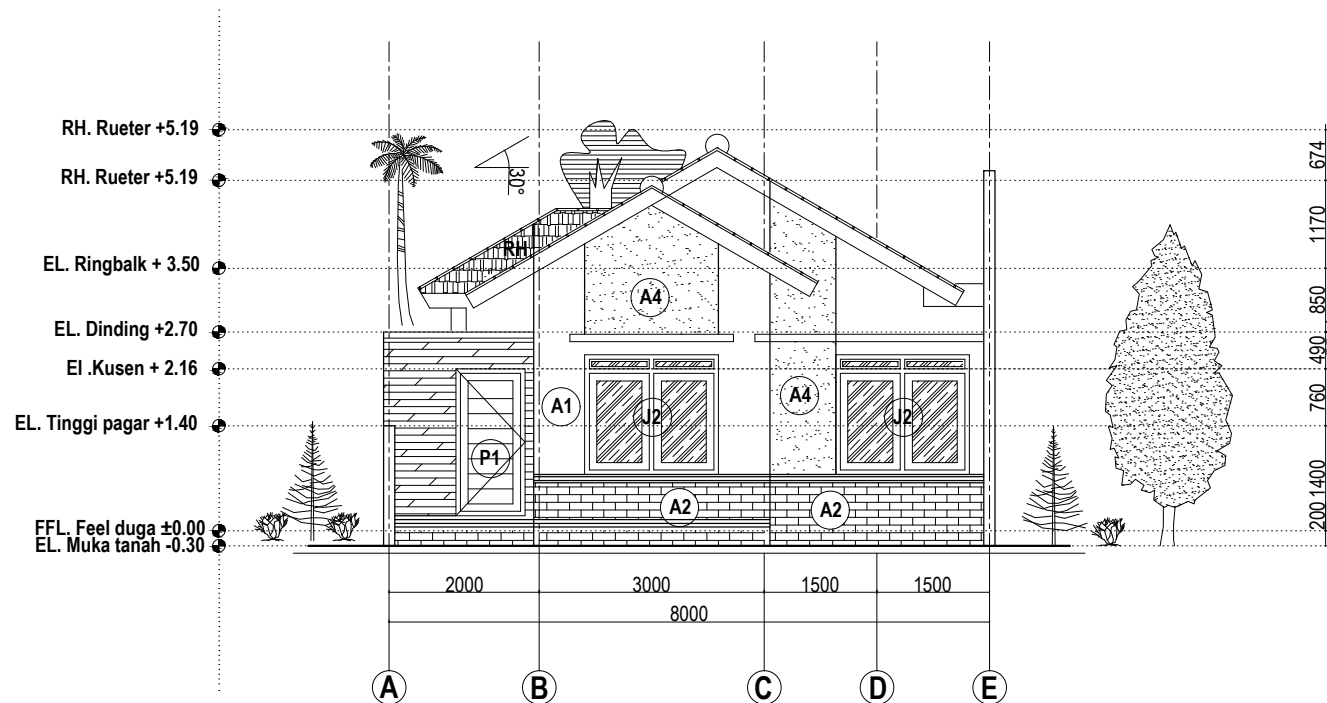 RH. Rueter +5.19
RH. Rueter +5.19
EL. Ringbalk + 3.50
EL. Dinding +2.70
El .Kusen + 2.16
EL. Tinggi pagar +1.40
FFL. Feel duga ±0.00
EL. Muka tanah -0.30
30°
RH
A4
A1
J2
A4
J2
P1
A2
A2
674
1170
850
490
760
1400
200
2000
3000
1500
1500
8000
A
B
C
D
E